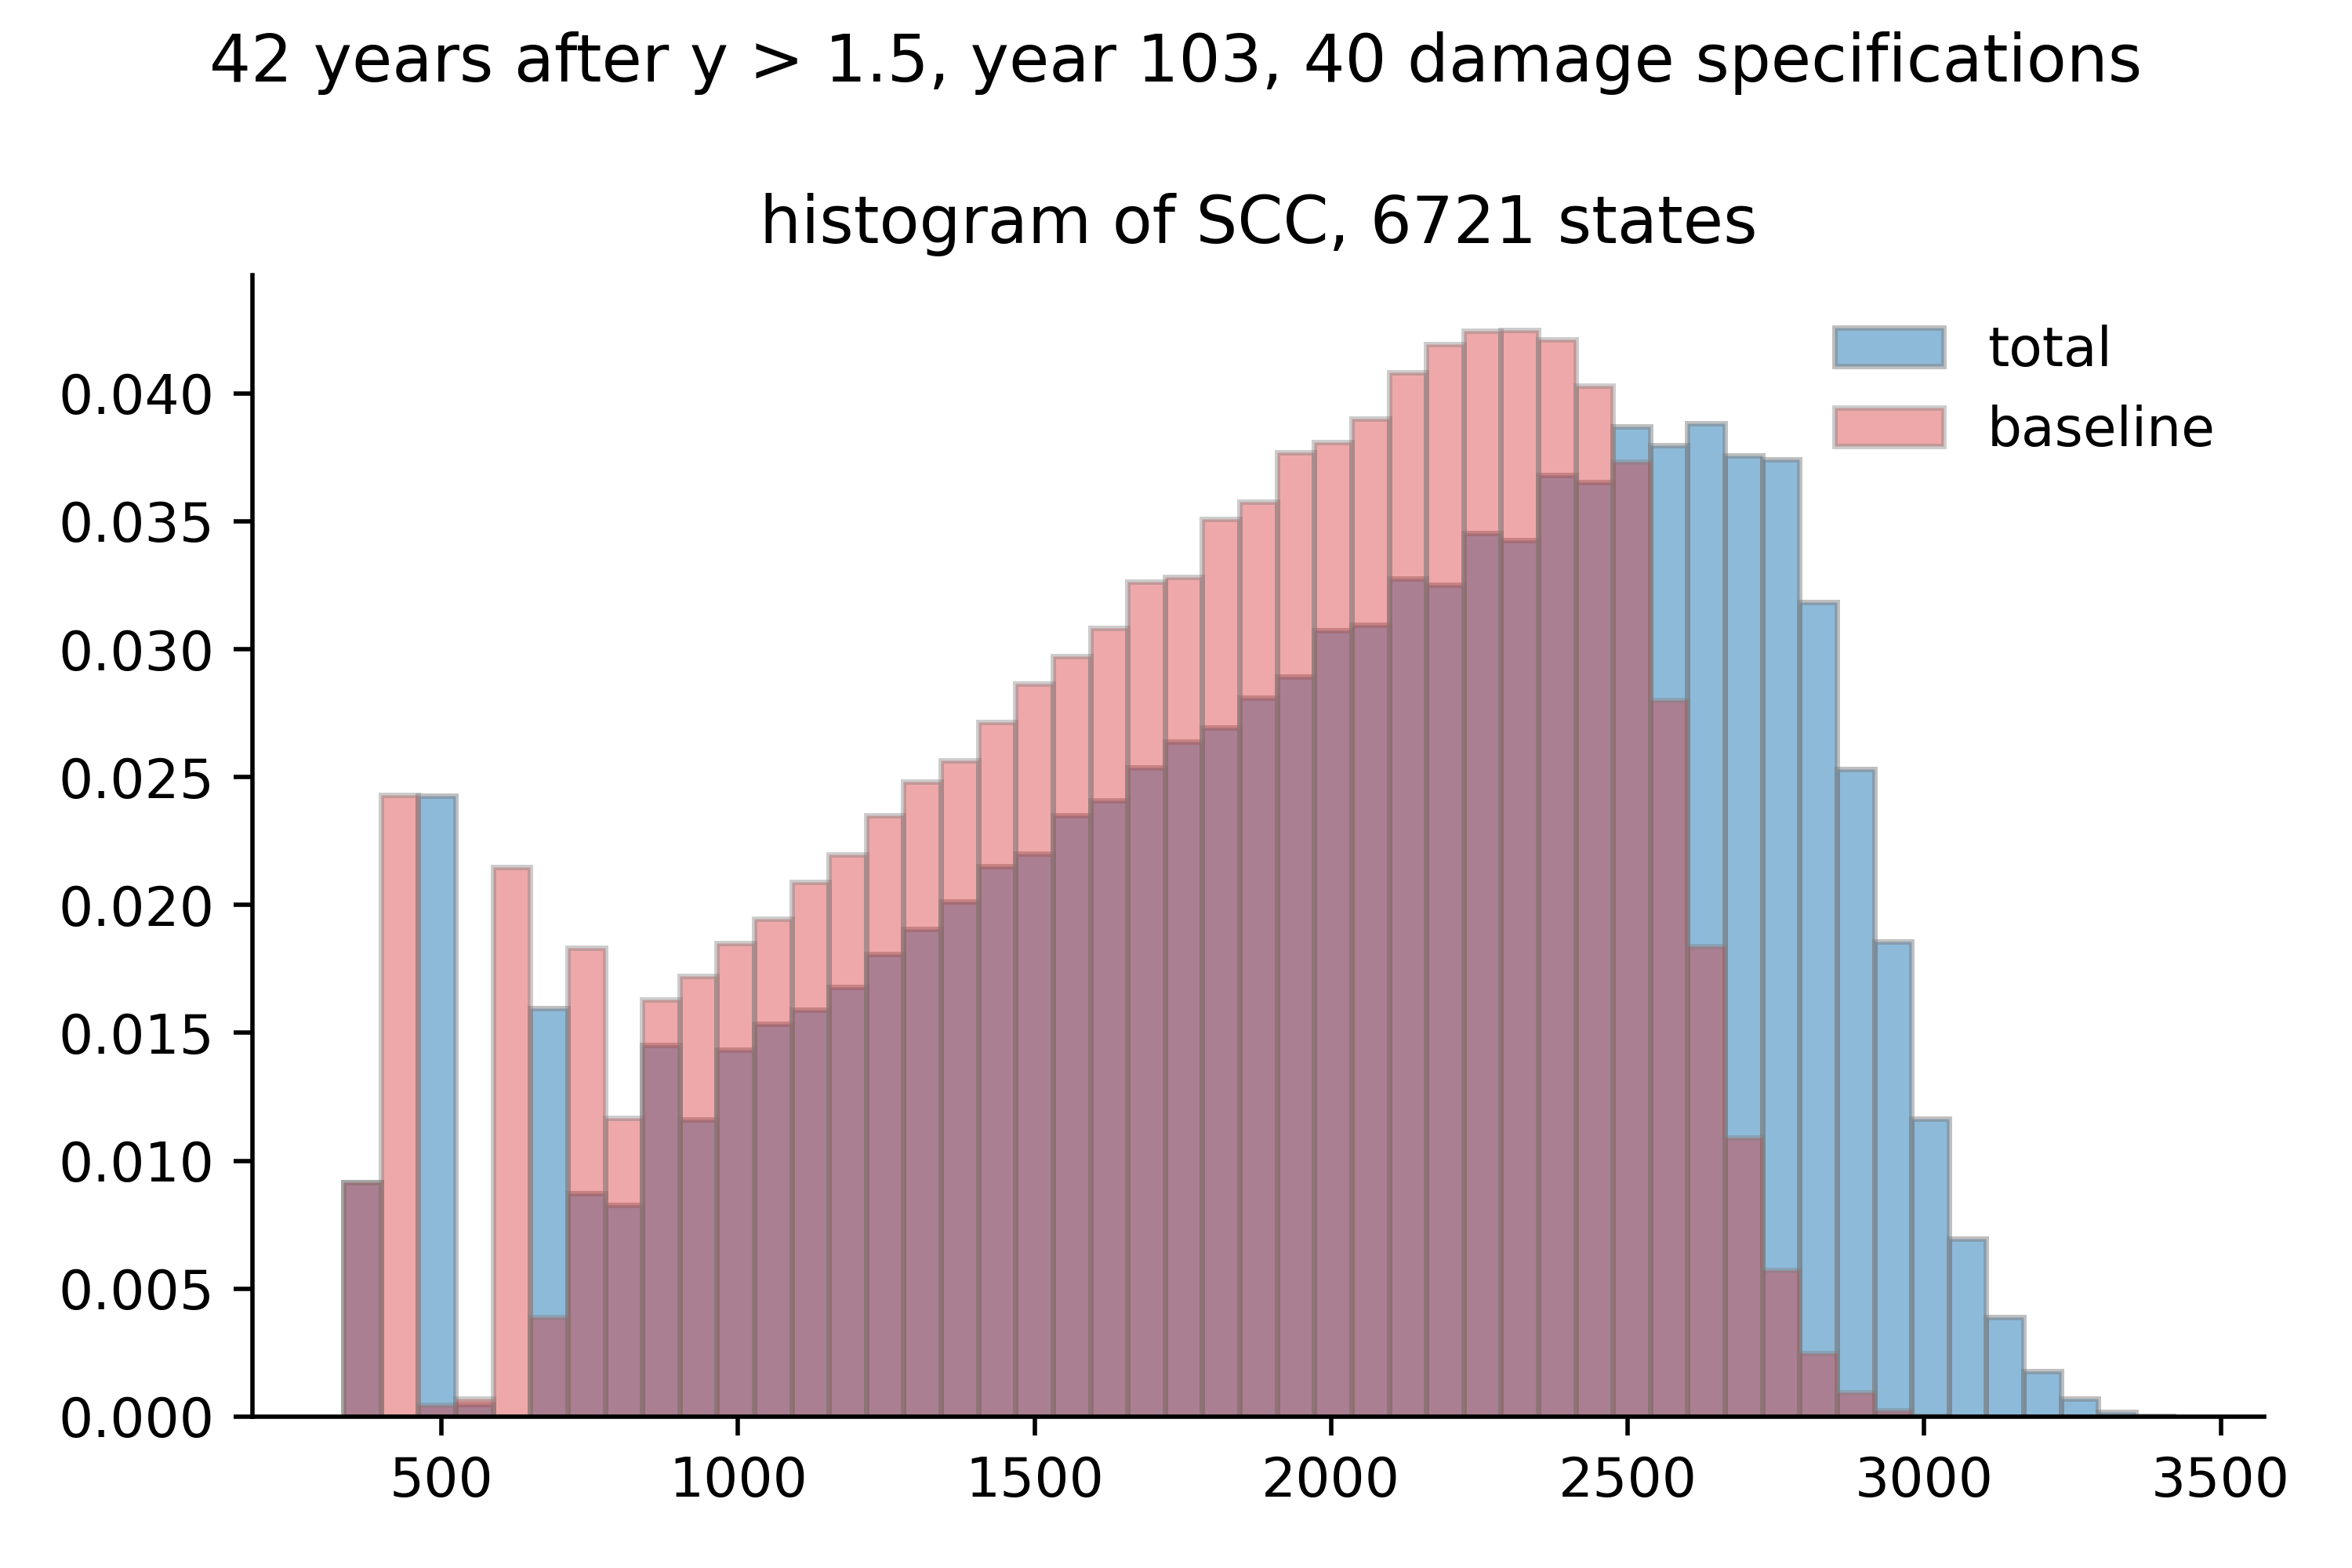 42 years after y > 1.5, year 103, 40 damage specifications
histogram of SCC, 6721 states
total
baseline
0.040
0.035
0.030
0.025
0.020
0.015
0.010
0.005
0.000
500 1000 1500 2000 2500 3000 3500